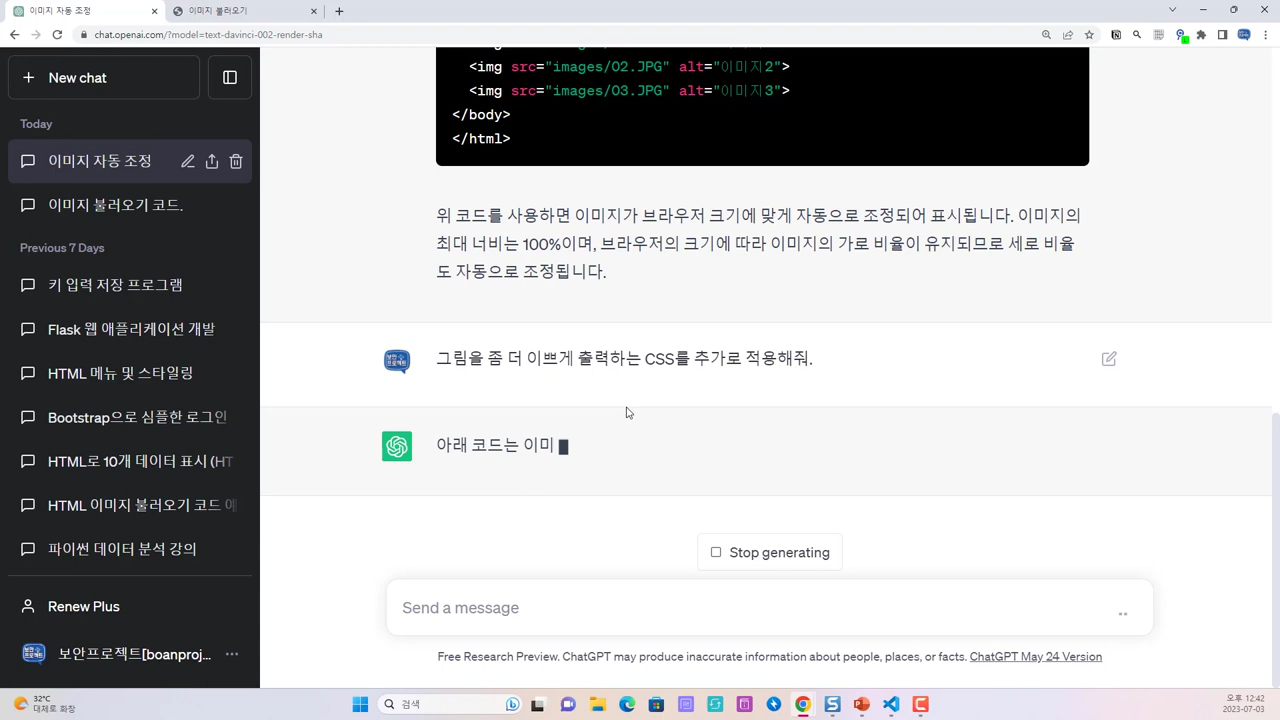 이미지 자동 조정
이미지 불러오기
chat.openai.com/?model=text-davinci-002-render-sha
New chat
Today
이미지 자동 조정
이미지 불러오기 코드.
Previous 7 Days
키 입력 저장 프로그램
Flask 웹 애플리케이션 개발
HTML 메뉴 및 스타일링
Bootstrap으로 심플한 로그인
HTML로 10개 데이터 표시 (HT
HTML 이미지 불러오기 코드 예
파이썬 데이터 분석 강의
Renew Plus
보안프로젝트[boanproj...
<img src="images/02.JPG" alt="이미지2">
<img src="images/03.JPG" alt="이미지3">
</body>
</html>
위 코드를 사용하면 이미지가 브라우저 크기에 맞게 자동으로 조정되어 표시됩니다. 이미지의
최대 너비는 100%이며, 브라우저의 크기에 따라 이미지의 가로 비율이 유지되므로 세로 비율
도 자동으로 조정됩니다.
보안
프로젝트
그림을 좀 더 이쁘게 출력하는 CSS를 추가로 적용해줘.
아래 코드는 이미
Stop generating
Send a message
Free Research Preview. ChatGPT may produce inaccurate information about people, places, or facts. ChatGPT May 24 Version
32°C
대체로 화창
검색
오후 12:42
2023-07-03